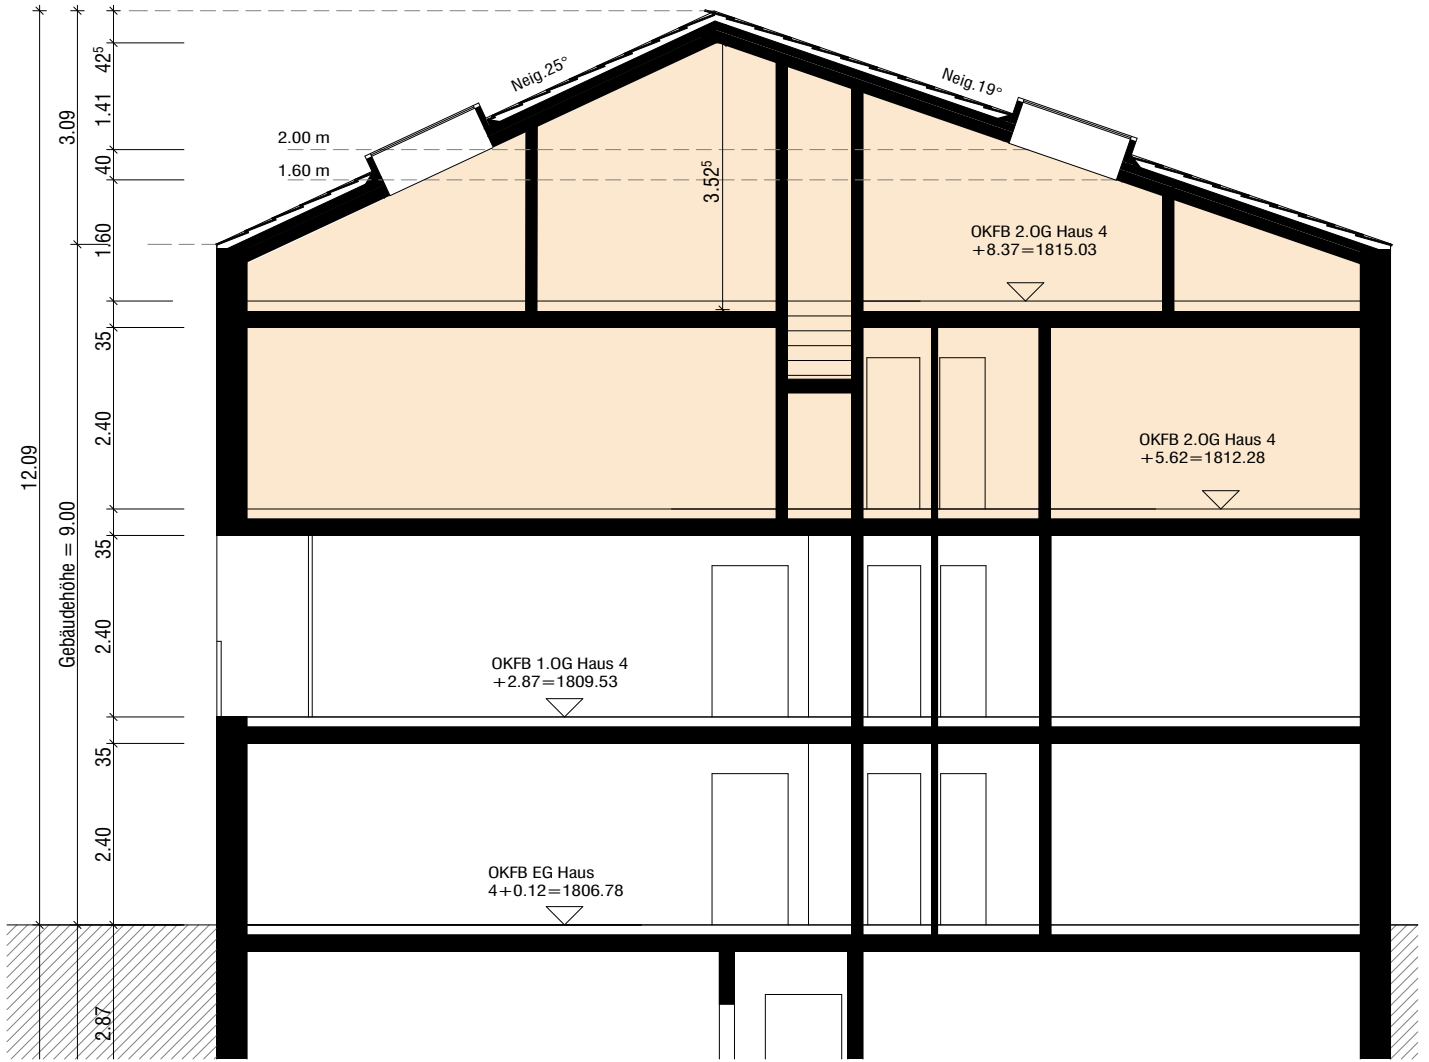 42⁵
Neig.25°
Neig.19°
1.41
3.09
2.00 m
40
1.60 m
3.52⁵
1.60
OKFB 2.OG Haus 4
+8.37=1815.03
35
2.40
OKFB 2.OG Haus 4
+5.62=1812.28
12.09
Gebäudehöhe = 9.00
35
2.40
OKFB 1.OG Haus 4
+2.87=1809.53
35
2.40
OKFB EG Haus
4+0.12=1806.78
2.87